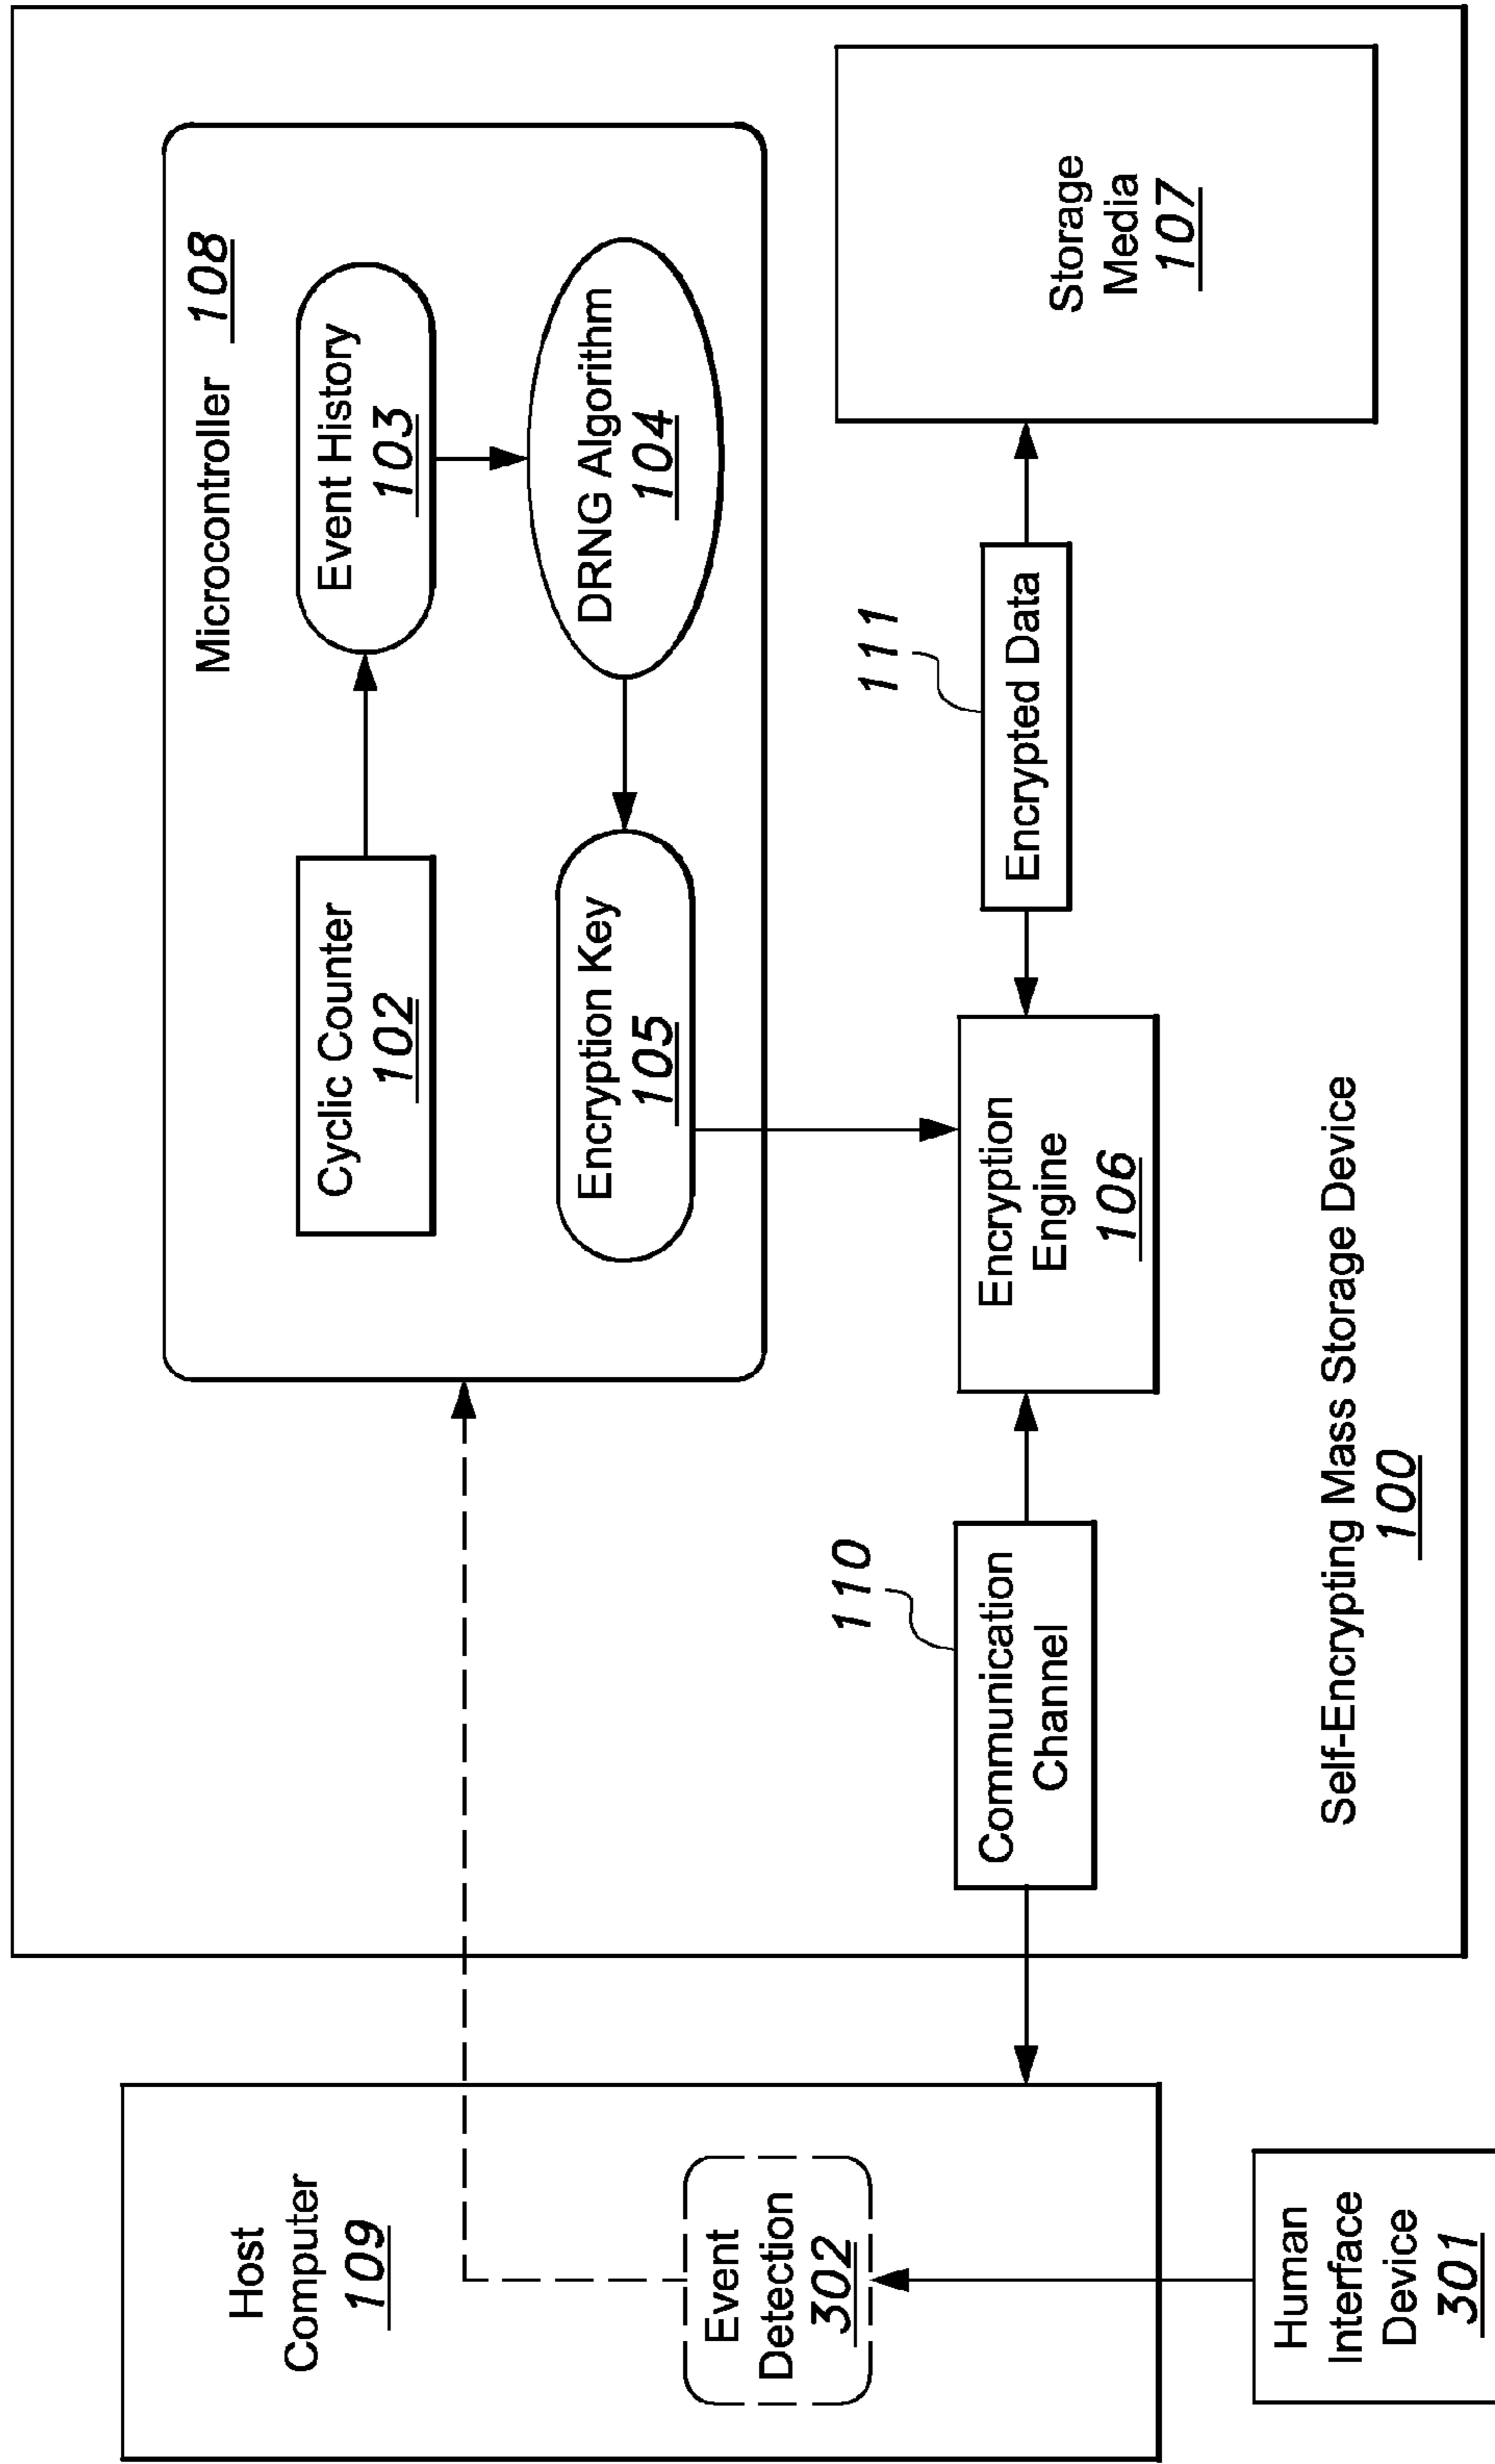 Host
Computer
109
Event
Detection
302
Human
Interface
Device
301
Microcontroller 108
Cyclic Counter
102
Event History
103
Encryption Key
105
DRNG Algorithm
104
110
Communication
Channel
Encryption
Engine
106
111
Encrypted Data
Storage
Media
107
Self-Encrypting Mass Storage Device
100